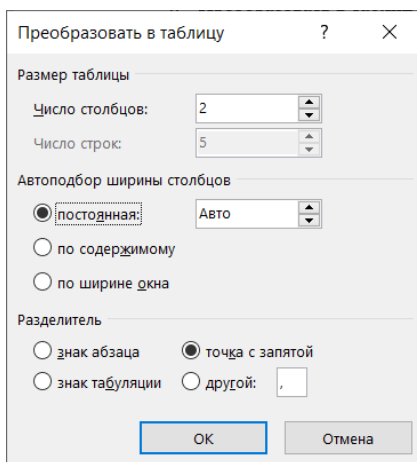 Преобразовать в таблицу ?
Размер таблицы
Число столбцов: 2
Число строк: 5
Автоподбор ширины столбцов
постоянная: Авто
по содержимому
по ширине окна
Разделитель
знак абзаца точка с запятой
знак табуляции другой: ,
ОК Отмена